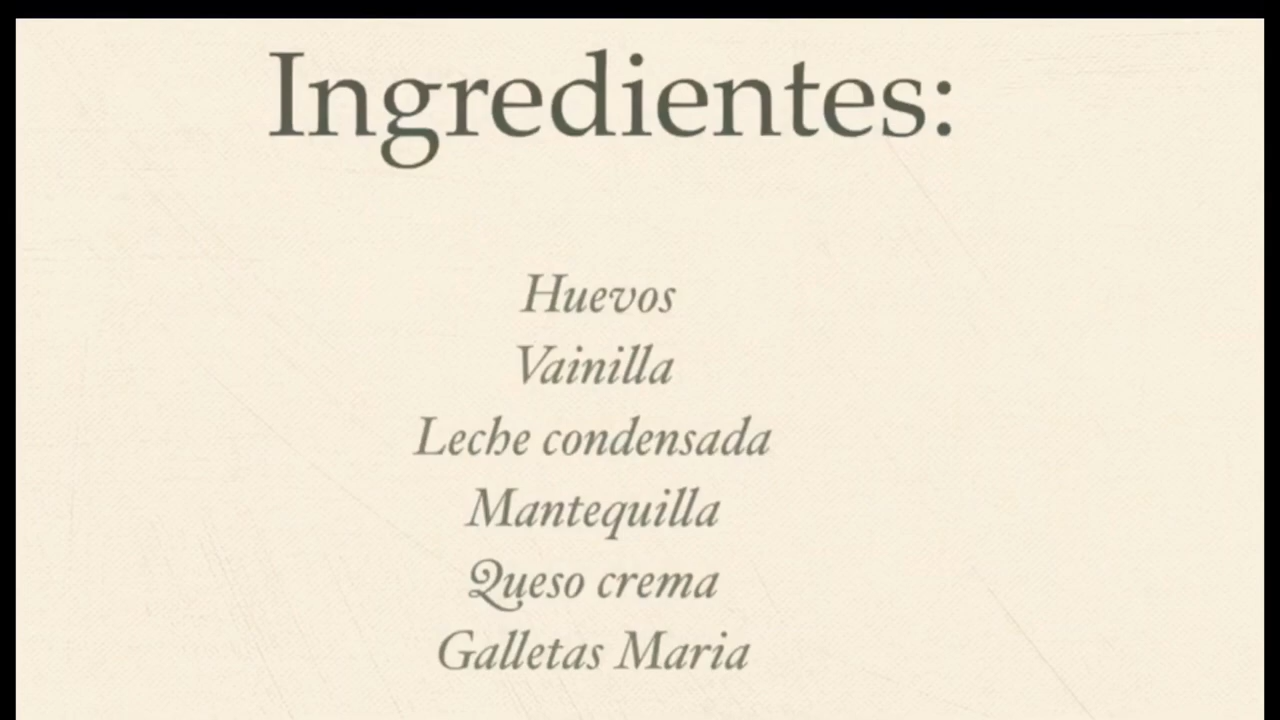 Ingredientes:
Huevos
Vainilla
Leche condensada
Mantequilla
Queso crema
Galletas Maria